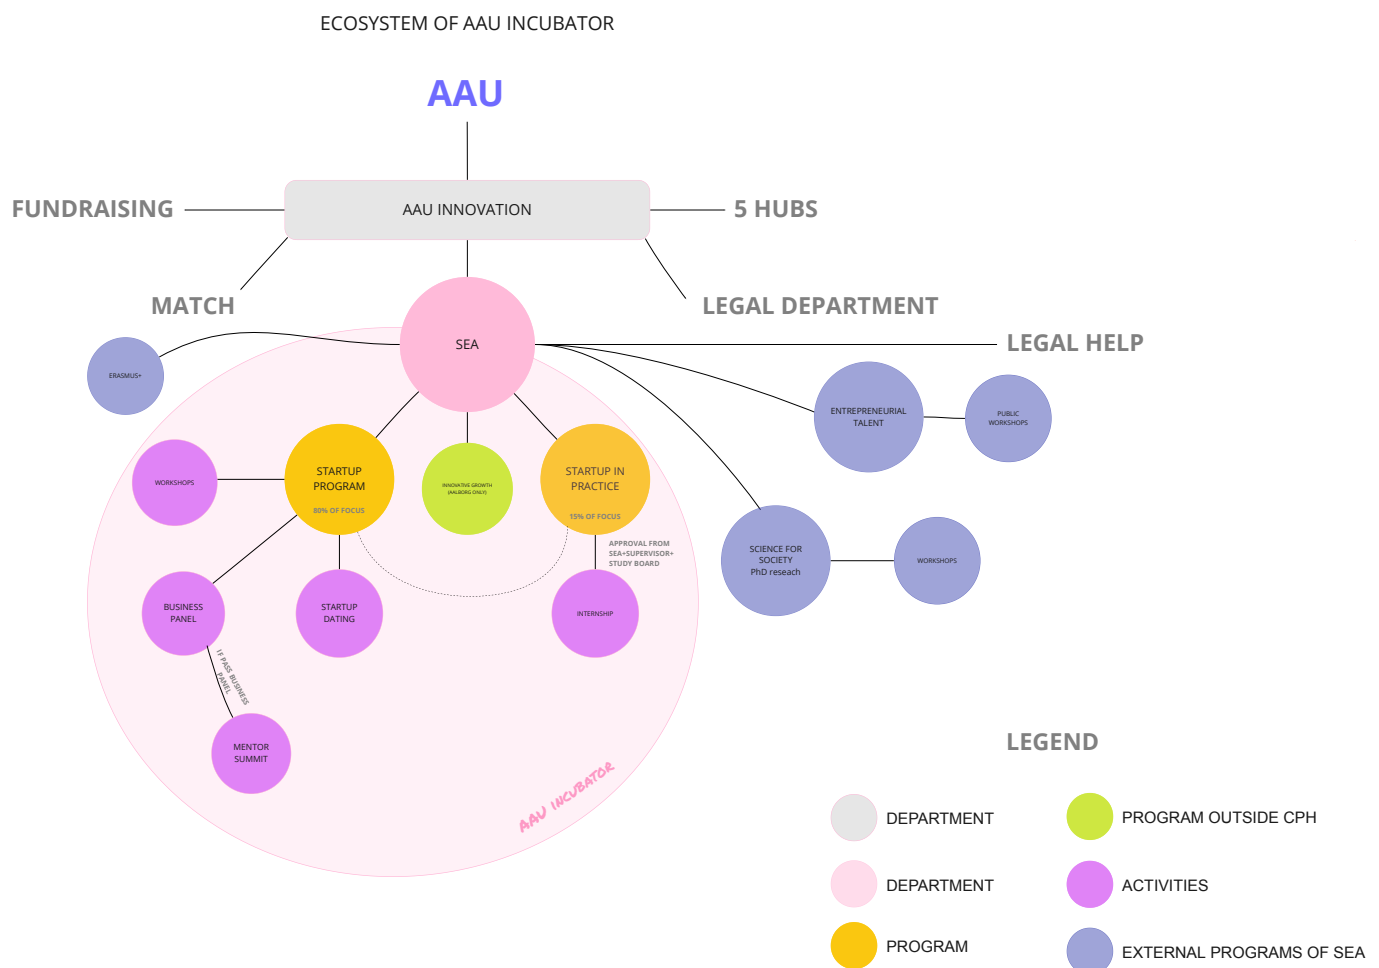 ECOSYSTEM OF AAU INCUBATOR
AAU
FUNDRAISING
AAU INNOVATION
5 HUBS
MATCH
LEGAL DEPARTMENT
SEA
LEGAL HELP
ERASMUS+
ENTREPRENEURIAL
TALENT
PUBLIC
WORKSHOPS
WORKSHOPS
STARTUP
PROGRAM
80% OF FOCUS
INNOVATIVE GROWTH
(AALBORG ONLY)
STARTUP IN
PRACTICE
15% OF FOCUS
APPROVAL FROM
SEA+SUPERVISOR+
STUDY BOARD
SCIENCE FOR
SOCIETY
PhD reseach
WORKSHOPS
BUSINESS
PANEL
STARTUP
DATING
INTERNSHIP
IF PASS BUSINESS
PANEL
MENTOR
SUMMIT
AAU INCUBATOR
LEGEND
DEPARTMENT
PROGRAM OUTSIDE CPH
DEPARTMENT
ACTIVITIES
PROGRAM
EXTERNAL PROGRAMS OF SEA